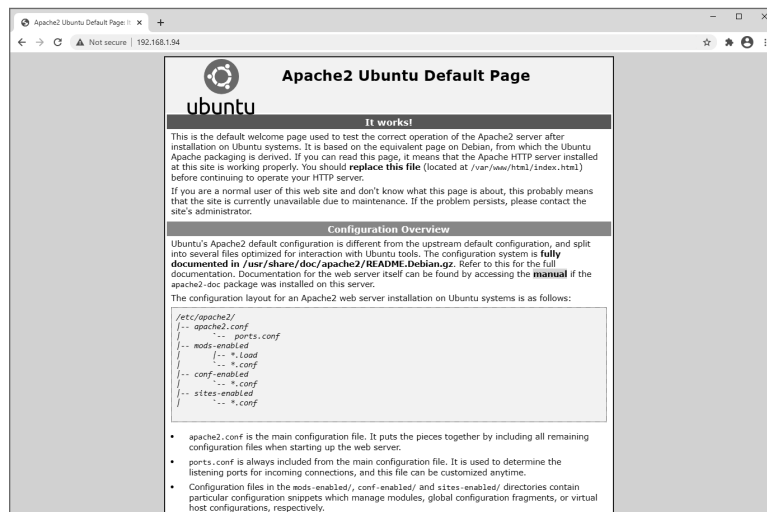 Apache2 Ubuntu Default Page: It
Not secure | 192.168.1.94
ubuntu
Apache2 Ubuntu Default Page
It works!
This is the default welcome page used to test the correct operation of the Apache2 server after
installation on Ubuntu systems. It is based on the equivalent page on Debian, from which the Ubuntu
Apache packaging is derived. If you can read this page, it means that the Apache HTTP server installed
at this site is working properly. You should replace this file (located at /var/www/html/index.html)
before continuing to operate your HTTP server.
If you are a normal user of this web site and don't know what this page is about, this probably means
that the site is currently unavailable due to maintenance. If the problem persists, please contact the
site's administrator.
Configuration Overview
Ubuntu's Apache2 default configuration is different from the upstream default configuration, and split
into several files optimized for interaction with Ubuntu tools. The configuration system is fully
documented in /usr/share/doc/apache2/README.Debian.gz. Refer to this for the full
documentation. Documentation for the web server itself can be found by accessing the manual if the
apache2-doc package was installed on this server.
The configuration layout for an Apache2 web server installation on Ubuntu systems is as follows:
/etc/apache2/
|-- apache2.conf
|       `--  ports.conf
|-- mods-enabled
|       |-- *.load
|       `-- *.conf
|-- conf-enabled
|       `-- *.conf
|-- sites-enabled
|       `-- *.conf
• apache2.conf is the main configuration file. It puts the pieces together by including all remaining
configuration files when starting up the web server.
• ports.conf is always included from the main configuration file. It is used to determine the
listening ports for incoming connections, and this file can be customized anytime.
• Configuration files in the mods-enabled/, conf-enabled/ and sites-enabled/ directories contain
particular configuration snippets which manage modules, global configuration fragments, or virtual
host configurations, respectively.